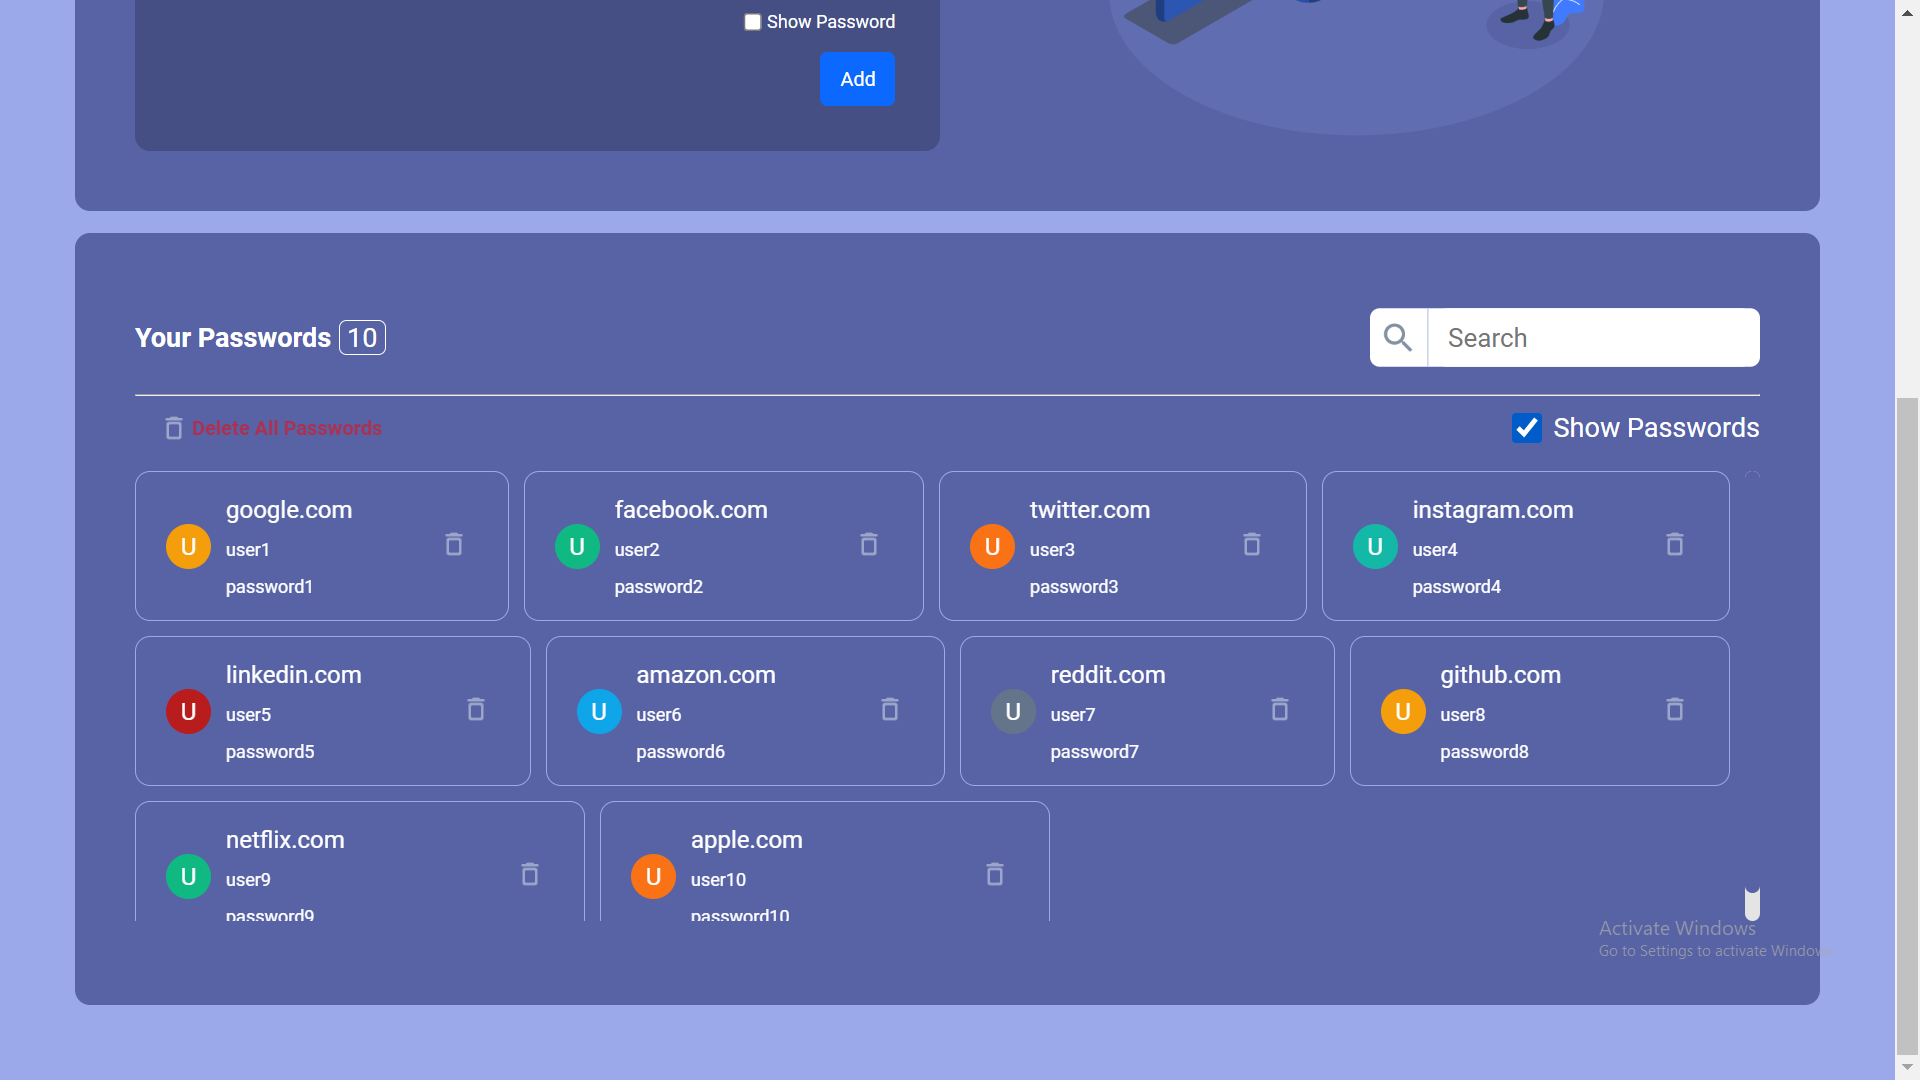 Show Password
Add
Your Passwords 10
Search
Delete All Passwords
Show Passwords
google.com
U
user1
password1
facebook.com
U
user2
password2
twitter.com
U
user3
password3
instagram.com
U
user4
password4
linkedin.com
U
user5
password5
amazon.com
U
user6
password6
reddit.com
U
user7
password7
github.com
U
user8
password8
netflix.com
U
user9
password9
apple.com
U
user10
password10
Activate Windows
Go to Settings to activate Windows